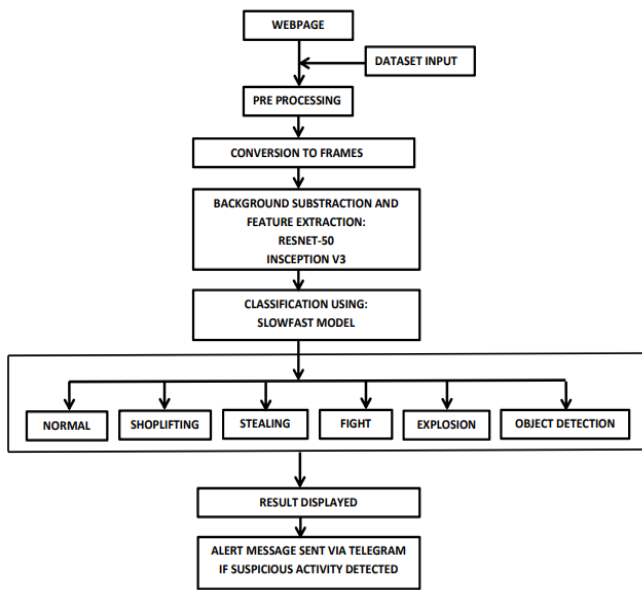 WEBPAGE
DATASET INPUT
PRE PROCESSING
CONVERSION TO FRAMES
BACKGROUND SUBSTRACTION AND
FEATURE EXTRACTION:
RESNET-50
INSCEPTION V3
CLASSIFICATION USING:
SLOWFAST MODEL
NORMAL
SHOPLIFTING
STEALING
FIGHT
EXPLOSION
OBJECT DETECTION
RESULT DISPLAYED
ALERT MESSAGE SENT VIA TELEGRAM
IF SUSPICIOUS ACTIVITY DETECTED